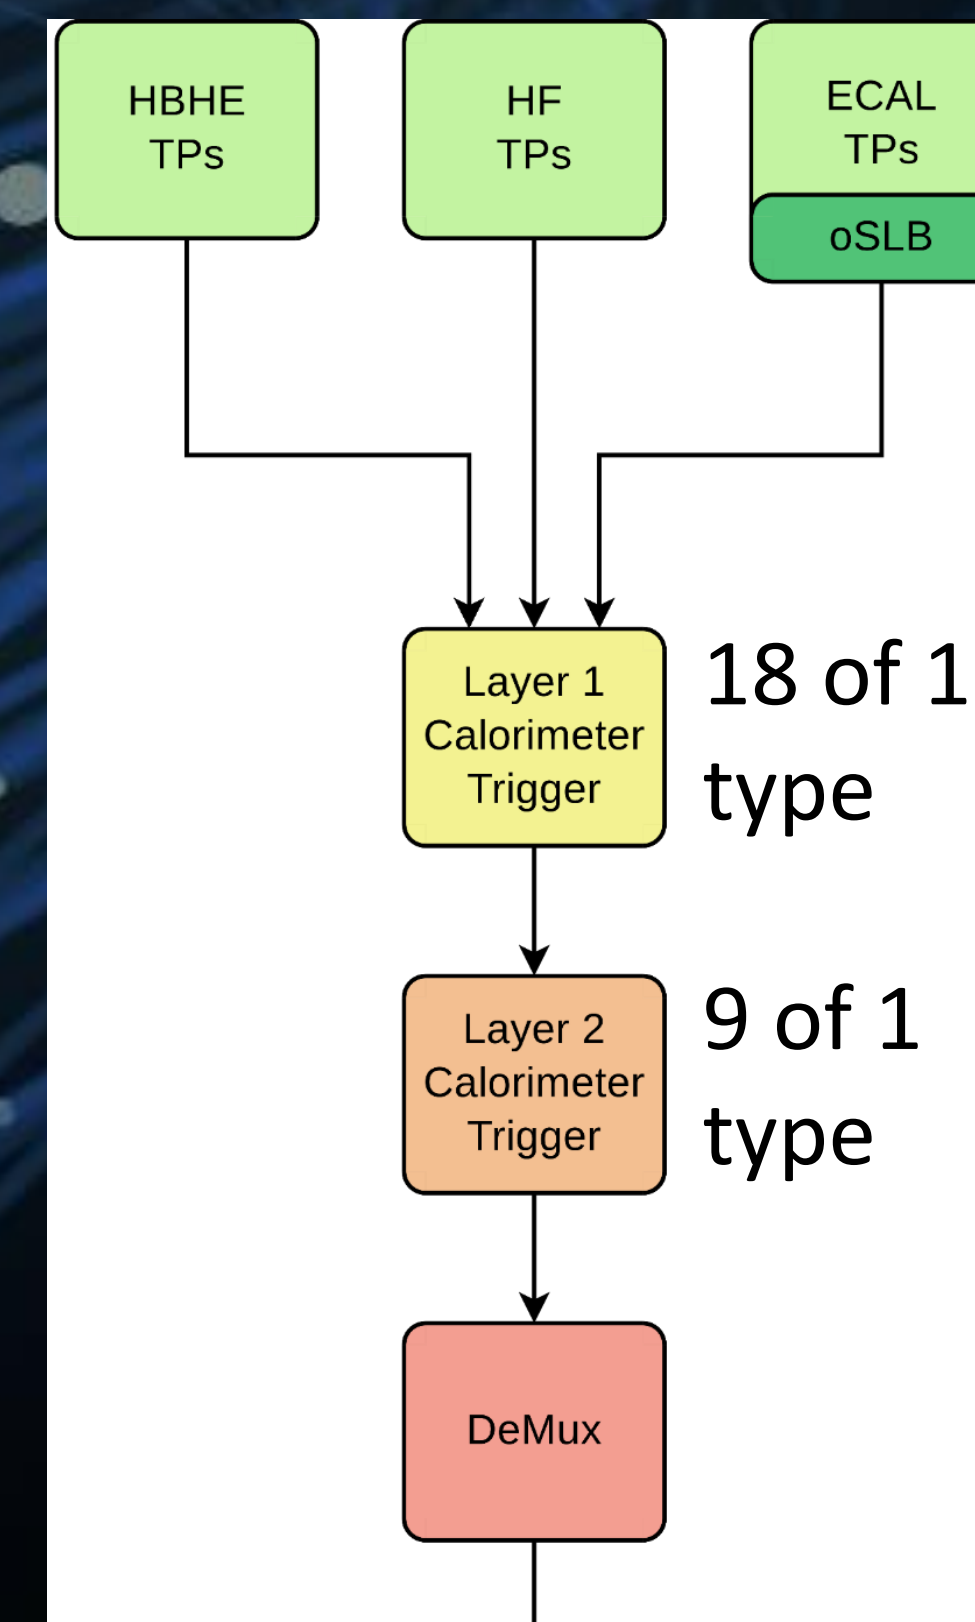 HBHE
TPs
HF
TPs
ECAL
TPs
oSLB
Layer 1
Calorimeter
Trigger
18 of 1
type
Layer 2
Calorimeter
Trigger
9 of 1
type
DeMux